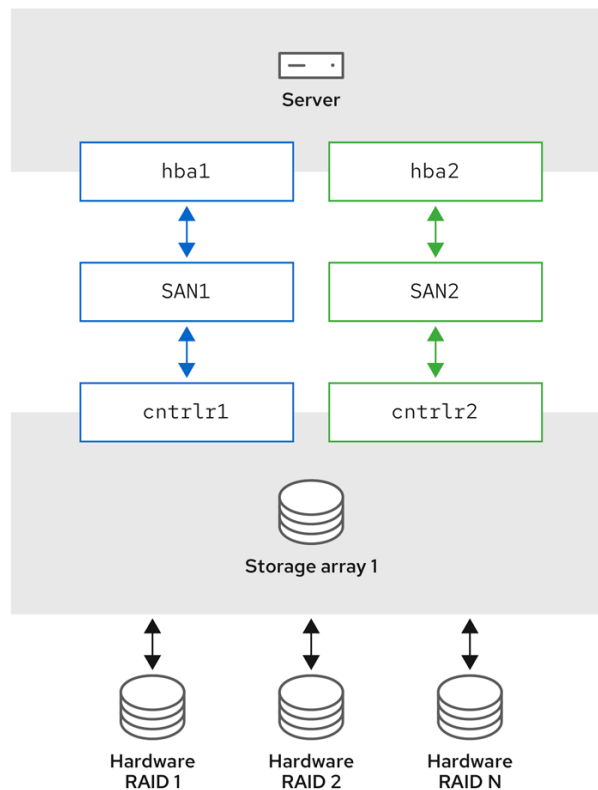 Server
hba1
hba2
SAN1
SAN2
cntrlr1
cntrlr2
Storage array 1
Hardware
RAID 1
Hardware
RAID 2
Hardware
RAID N